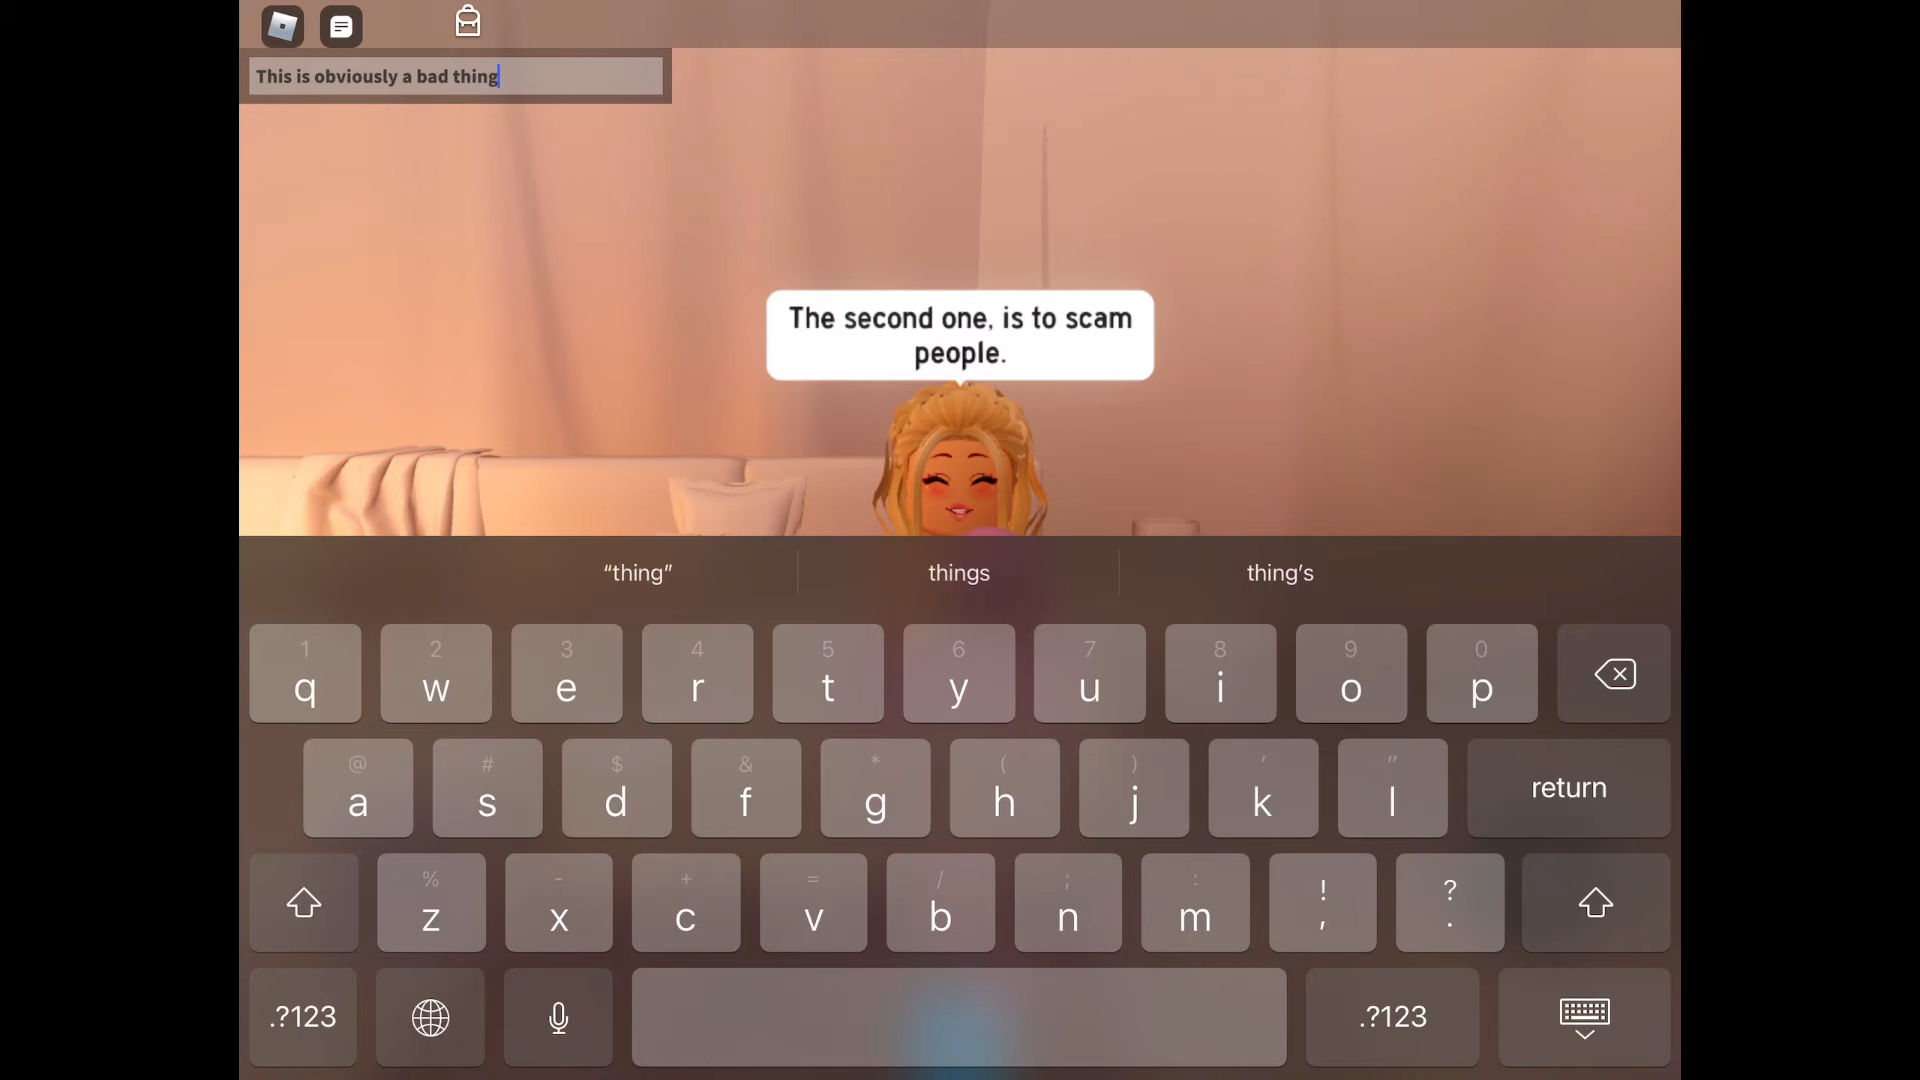 This is obviously a bad thing
The second one, is to scam
people.
“thing” things thing’s
1 2 3 4 5 6 7 8 9 0
q w e r t y u i o p
@ # $ & * ( ) ' "
a s d f g h j k l return
% - + = / ; : ! ?
z x c v b n m , .
.?123 .?123